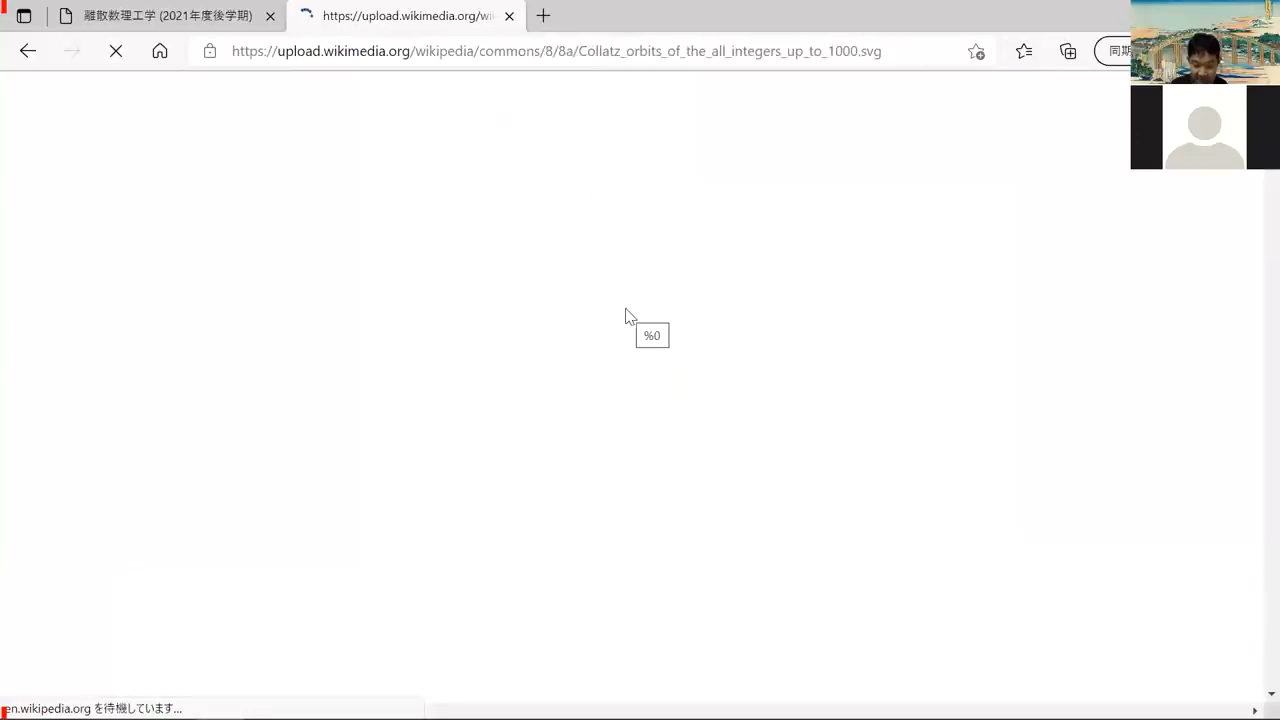 離散数理工学 (2021年度後学期)
https://upload.wikimedia.org/wi
https://upload.wikimedia.org/wikipedia/commons/8/8a/Collatz_orbits_of_the_all_integers_up_to_1000.svg
同期
%0
en.wikipedia.org を待機しています...